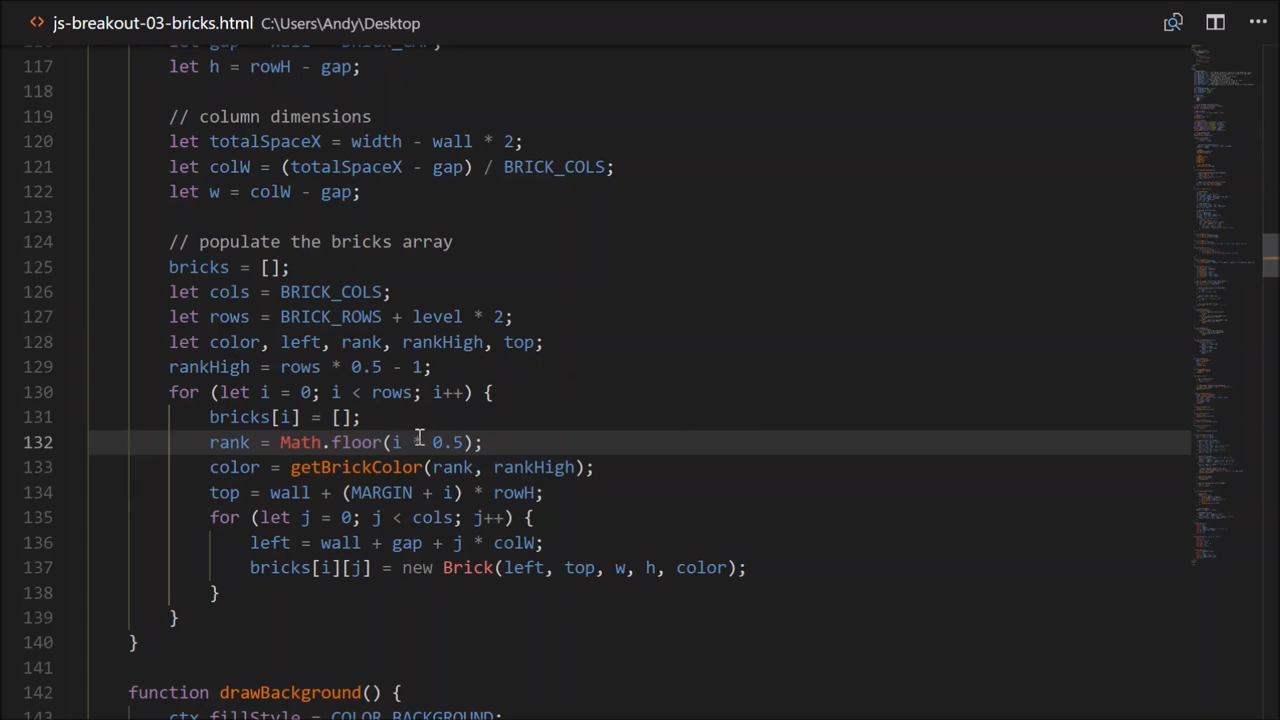 js-breakout-03-bricks.html C:\Users\Andy\Desktop
117 let h = rowH - gap;
118
119 // column dimensions
120 let totalSpaceX = width - wall * 2;
121 let colW = (totalSpaceX - gap) / BRICK_COLS;
122 let w = colW - gap;
123
124 // populate the bricks array
125 bricks = [];
126 let cols = BRICK_COLS;
127 let rows = BRICK_ROWS + level * 2;
128 let color, left, rank, rankHigh, top;
129 rankHigh = rows * 0.5 - 1;
130 for (let i = 0; i < rows; i++) {
131 bricks[i] = [];
132 rank = Math.floor(i * 0.5);
133 color = getBrickColor(rank, rankHigh);
134 top = wall + (MARGIN + i) * rowH;
135 for (let j = 0; j < cols; j++) {
136 left = wall + gap + j * colW;
137 bricks[i][j] = new Brick(left, top, w, h, color);
138 }
139 }
140 }
141
142 function drawBackground() {
ctx.fillStyle = COLOR_BACKGROUND;